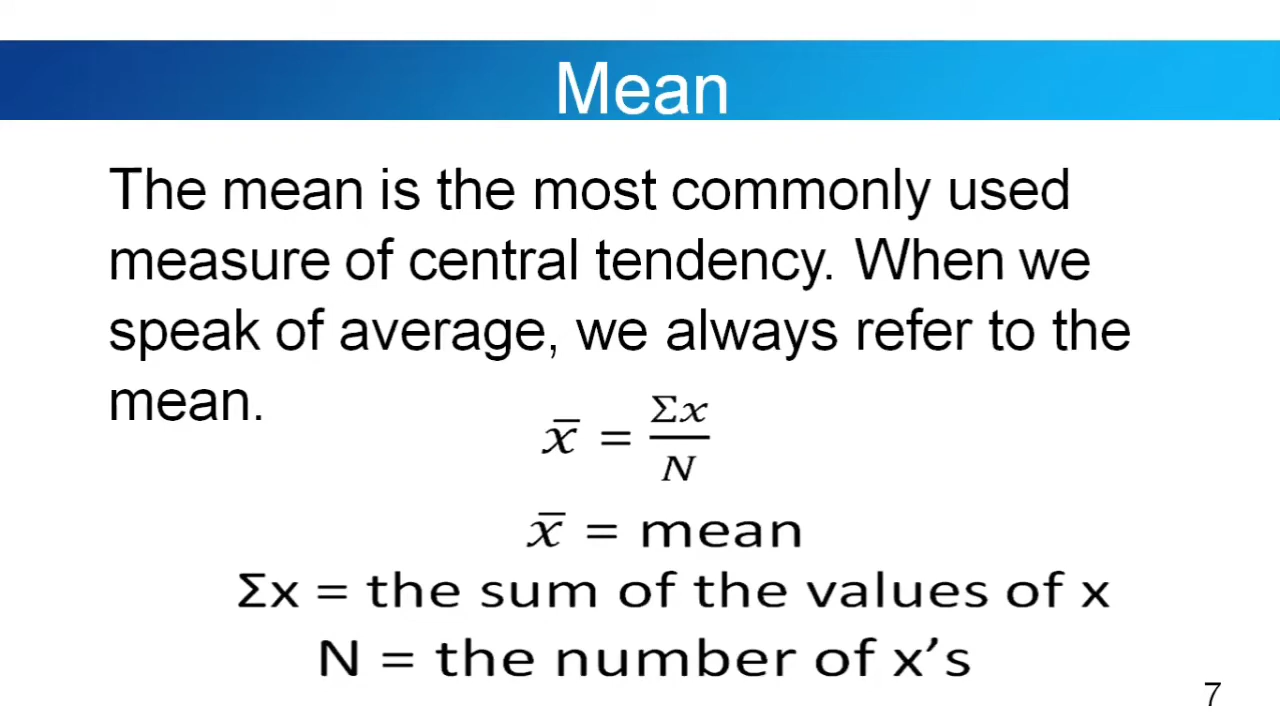 Mean
The mean is the most commonly used
measure of central tendency. When we
speak of average, we always refer to the
mean.
x̅ = Σx/N
x̅ = mean
Σx = the sum of the values of x
N = the number of x’s
7